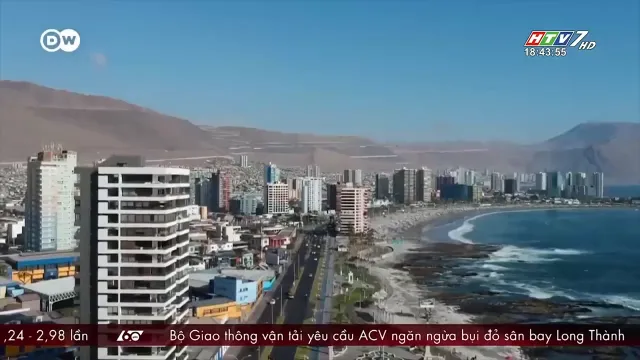 DW
HTV7 HD
18:43:55
,24 - 2,98 lần 60 Bộ Giao thông vận tải yêu cầu ACV ngăn ngừa bụi đỏ sân bay Long Thành